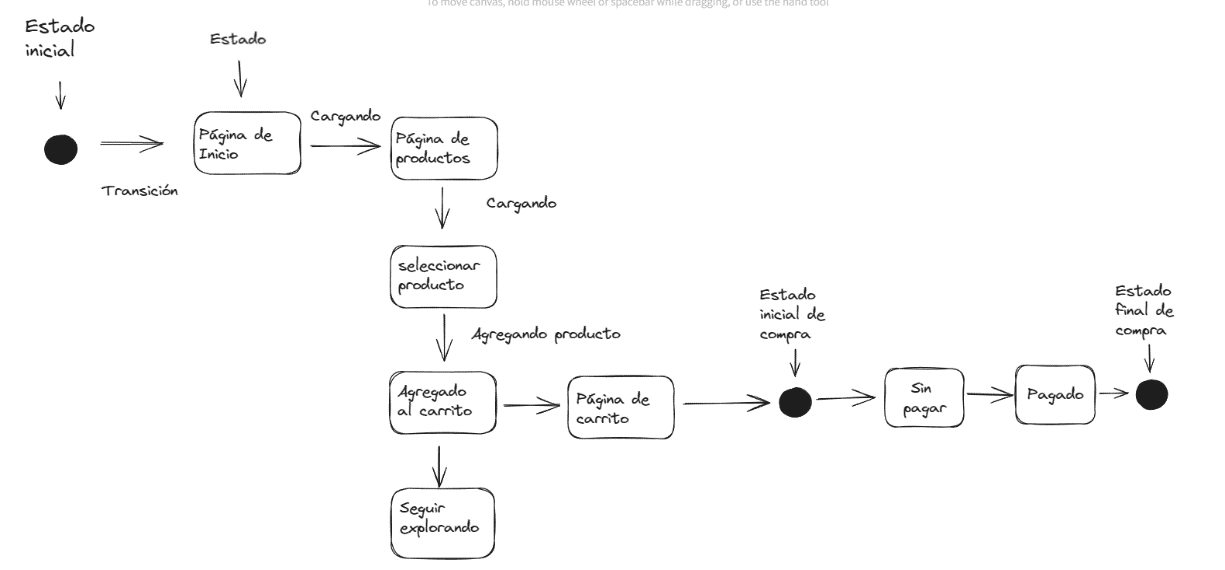 To move canvas, hold mouse wheel or spacebar while dragging, or use the hand tool
Estado
inicial
Estado
Transición
Página de
Inicio
Cargando
Página de
productos
Cargando
seleccionar
producto
Agregando producto
Agregado
al carrito
Página de
carrito
Seguir
explorando
Estado
inicial de
compra
Sin
pagar
Pagado
Estado
final de
compra